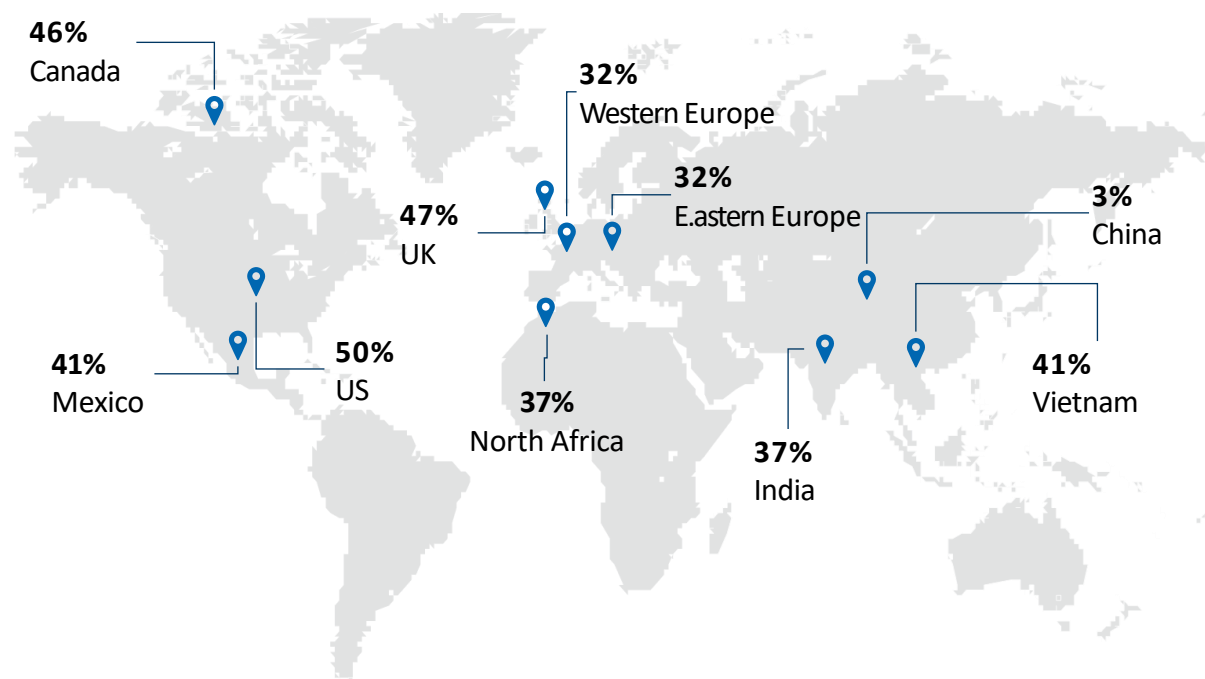 46%
Canada
32%
Western Europe
32%
E.astern Europe
3%
China
47%
UK
50%
US
41%
Mexico
37%
North Africa
41%
Vietnam
37%
India